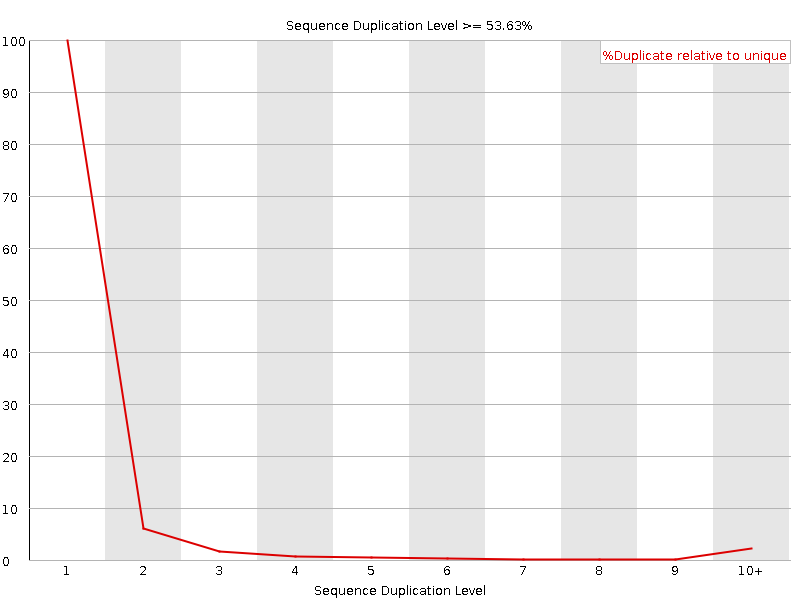 Sequence Duplication Level >= 53.63%
%Duplicate relative to unique
100
90
80
70
60
50
40
30
20
10
0
1 2 3 4 5 6 7 8 9 10+
Sequence Duplication Level